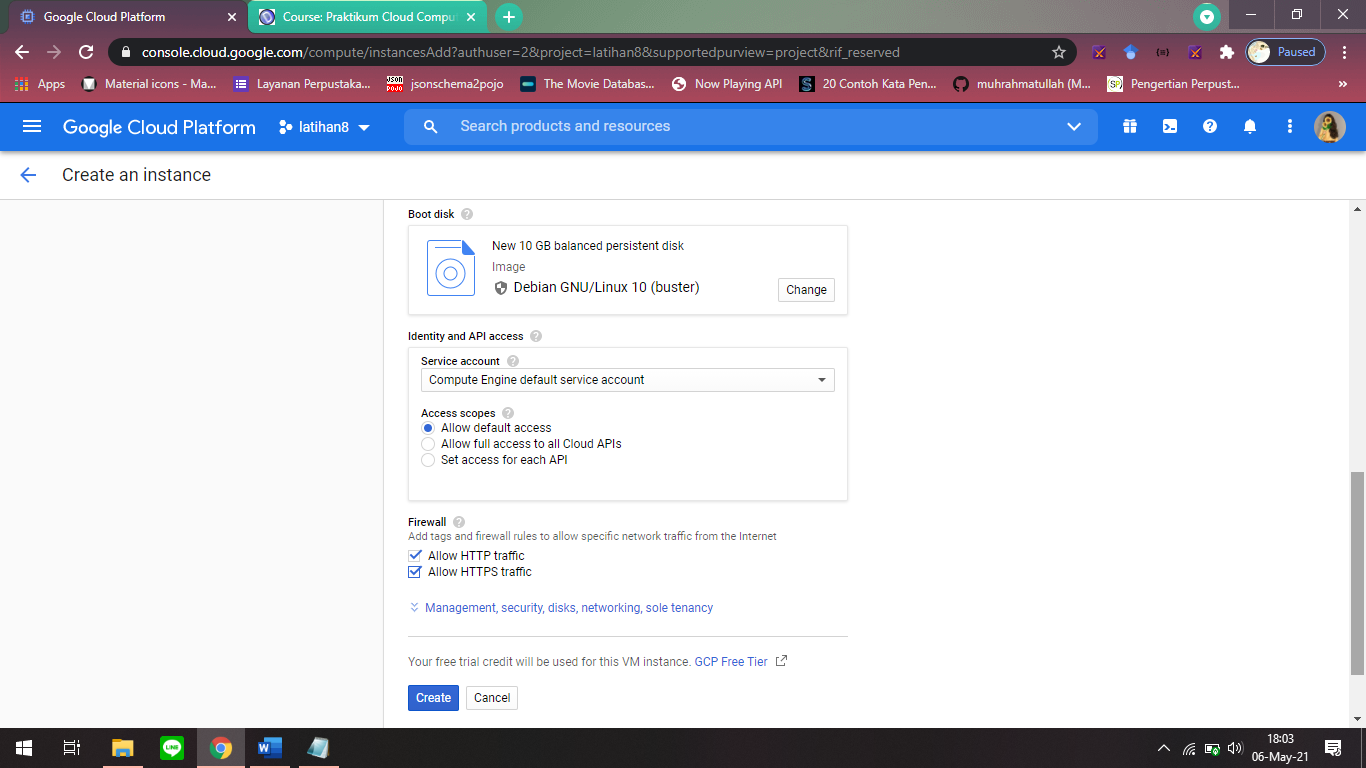 Google Cloud Platform
Course: Praktikum Cloud Compu
console.cloud.google.com/compute/instancesAdd?authuser=2&project=latihan8&supportedpurview=project&rif_reserved
Paused
Apps
Material icons - Ma...
Layanan Perpustaka...
JSON POJO
jsonschema2pojo
The Movie Databas...
Now Playing API
20 Contoh Kata Pen...
muhrahmatullah (M...
Pengertian Perpust...
»
Google Cloud Platform
latihan8
Search products and resources
Create an instance
Boot disk
New 10 GB balanced persistent disk
Image
Debian GNU/Linux 10 (buster)
Change
Identity and API access
Service account
Compute Engine default service account
Access scopes
Allow default access
Allow full access to all Cloud APIs
Set access for each API
Firewall
Add tags and firewall rules to allow specific network traffic from the Internet
Allow HTTP traffic
Allow HTTPS traffic
Management, security, disks, networking, sole tenancy
Your free trial credit will be used for this VM instance. GCP Free Tier
Create
Cancel
LINE
18:03
06-May-21